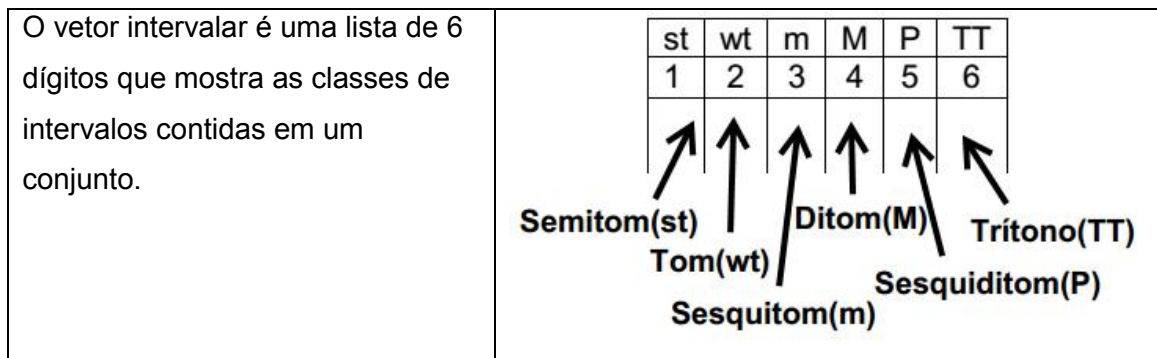 O vetor intervalar é uma lista de 6
dígitos que mostra as classes de
intervalos contidas em um
conjunto.
st wt m M P TT
1 2 3 4 5 6
Semitom(st)
Ditom(M)
Trítono(TT)
Tom(wt)
Sesquiditom(P)
Sesquitom(m)